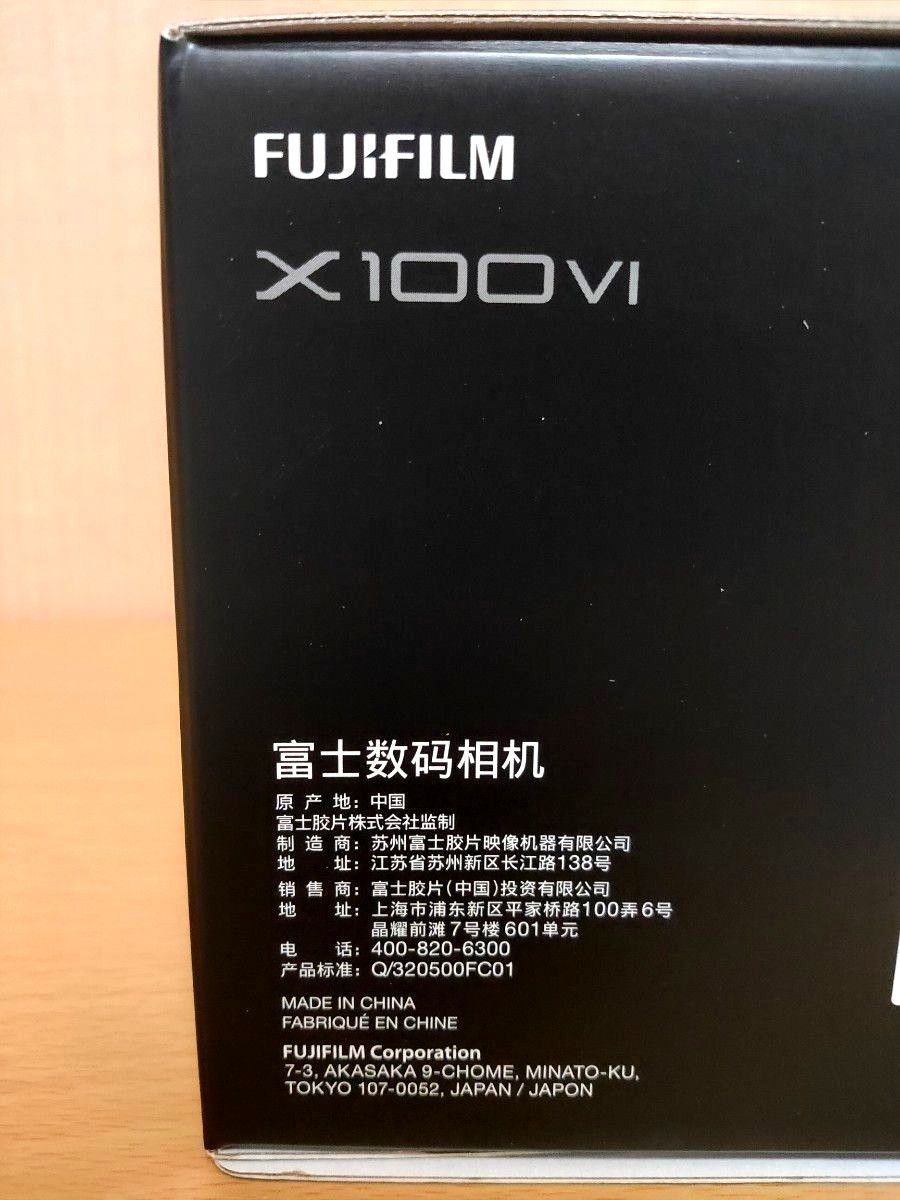 FUJIFILM
X100VI
富士数码相机
原 产 地：中国
富士胶片株式会社监制
制 造 商：苏州富士胶片映像机器有限公司
地 址：江苏省苏州新区长江路138号
销 售 商：富士胶片(中国)投资有限公司
地 址：上海市浦东新区平家桥路100弄6号
晶耀前滩7号楼601单元
电 话：400-820-6300
产品标准：Q/320500FC01
MADE IN CHINA
FABRIQUÉ EN CHINE
FUJIFILM Corporation
7-3, AKASAKA 9-CHOME, MINATO-KU,
TOKYO 107-0052, JAPAN / JAPON